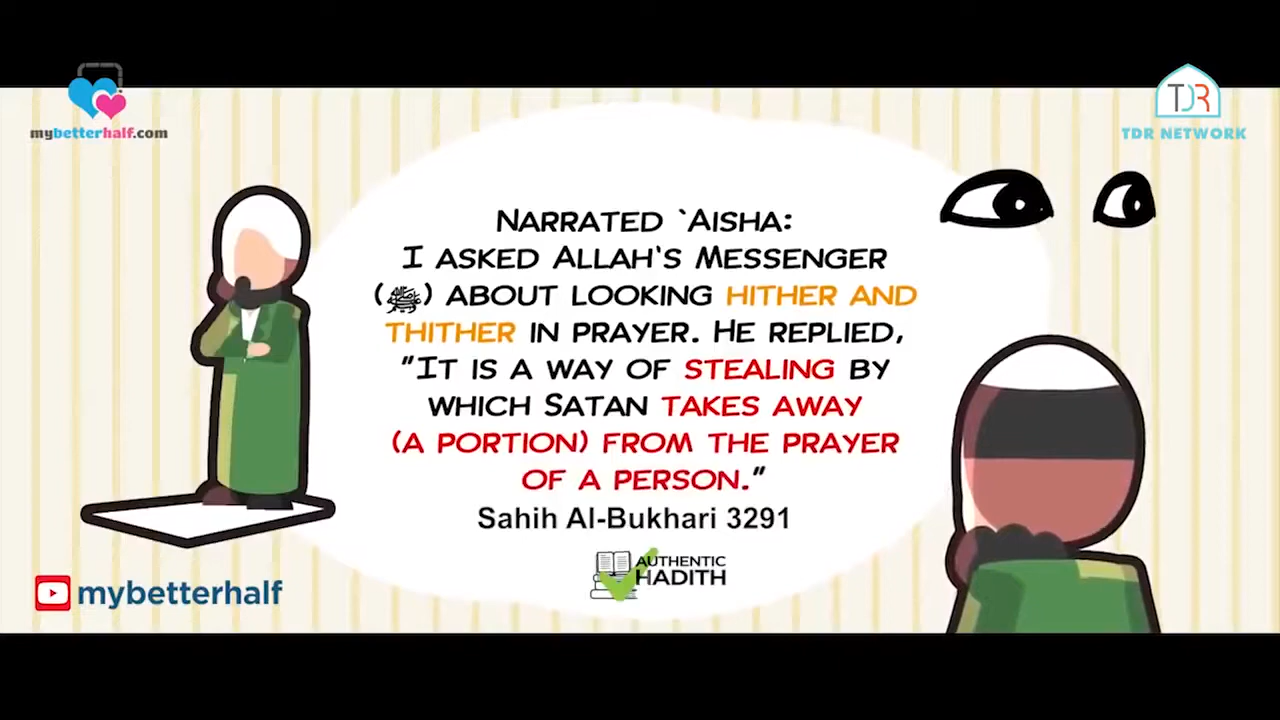 mybetterhalf.com
TDR
TDR NETWORK
NARRATED `AISHA:
I ASKED ALLAH'S MESSENGER
(ﷺ) ABOUT LOOKING HITHER AND
THITHER IN PRAYER. HE REPLIED,
"IT IS A WAY OF STEALING BY
WHICH SATAN TAKES AWAY
(A PORTION) FROM THE PRAYER
OF A PERSON."
Sahih Al-Bukhari 3291
AUTHENTIC
HADITH
mybetterhalf